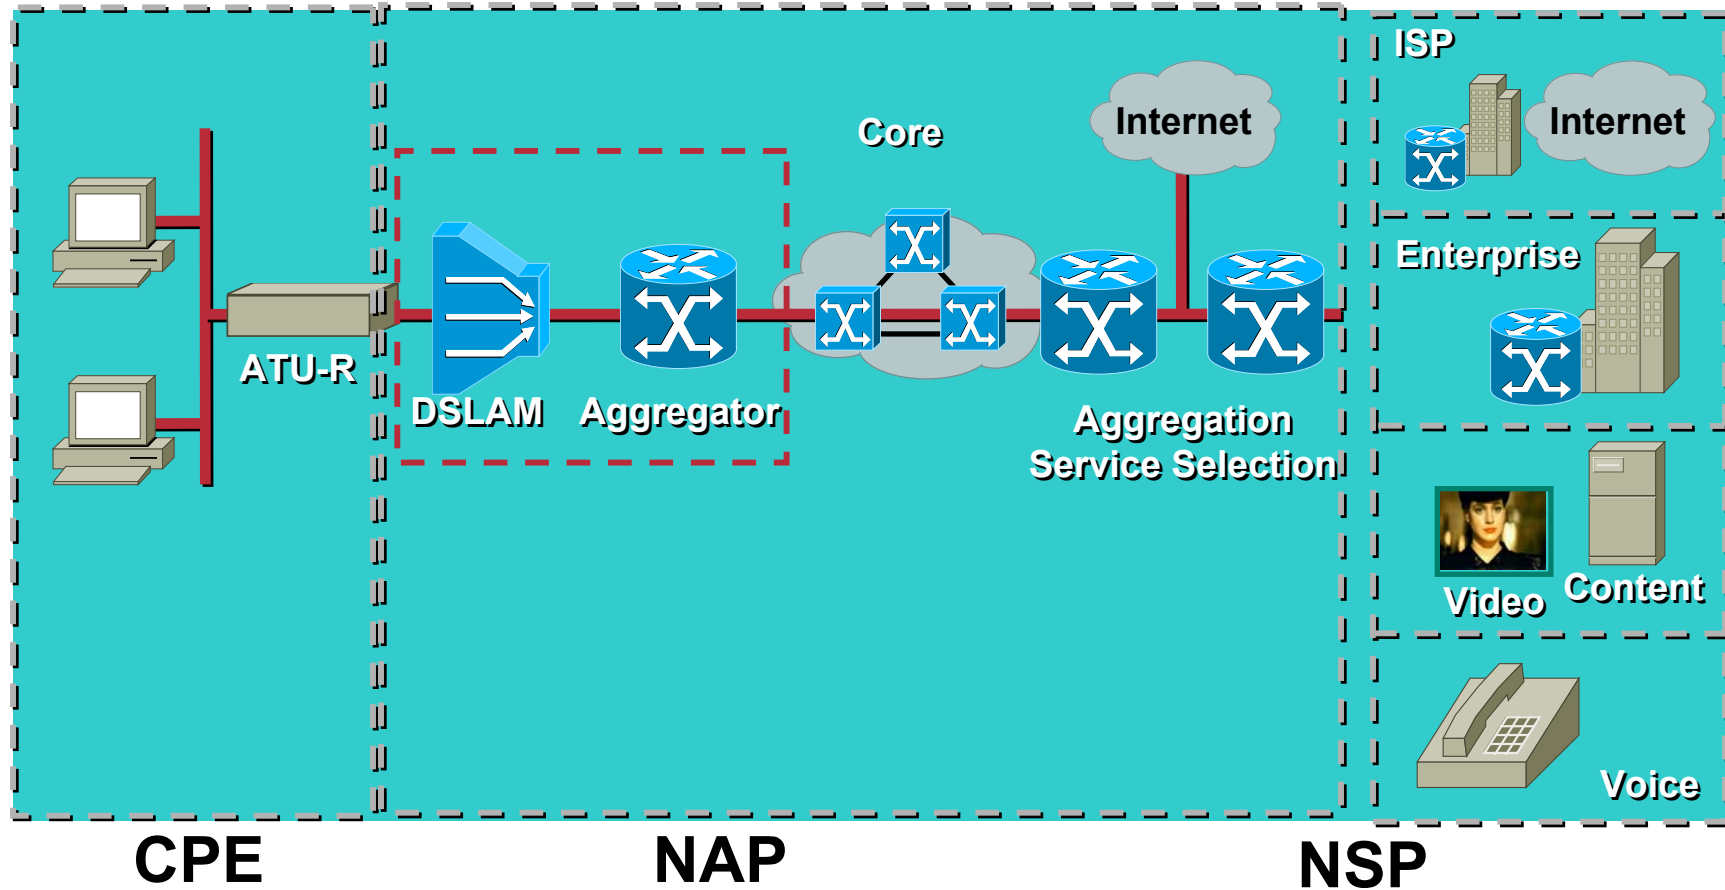 ISP
Internet
Internet
Core
Enterprise
ATU-R
DSLAM
Aggregator
Aggregation
Service Selection
Video
Content
Voice
CPE
NAP
NSP